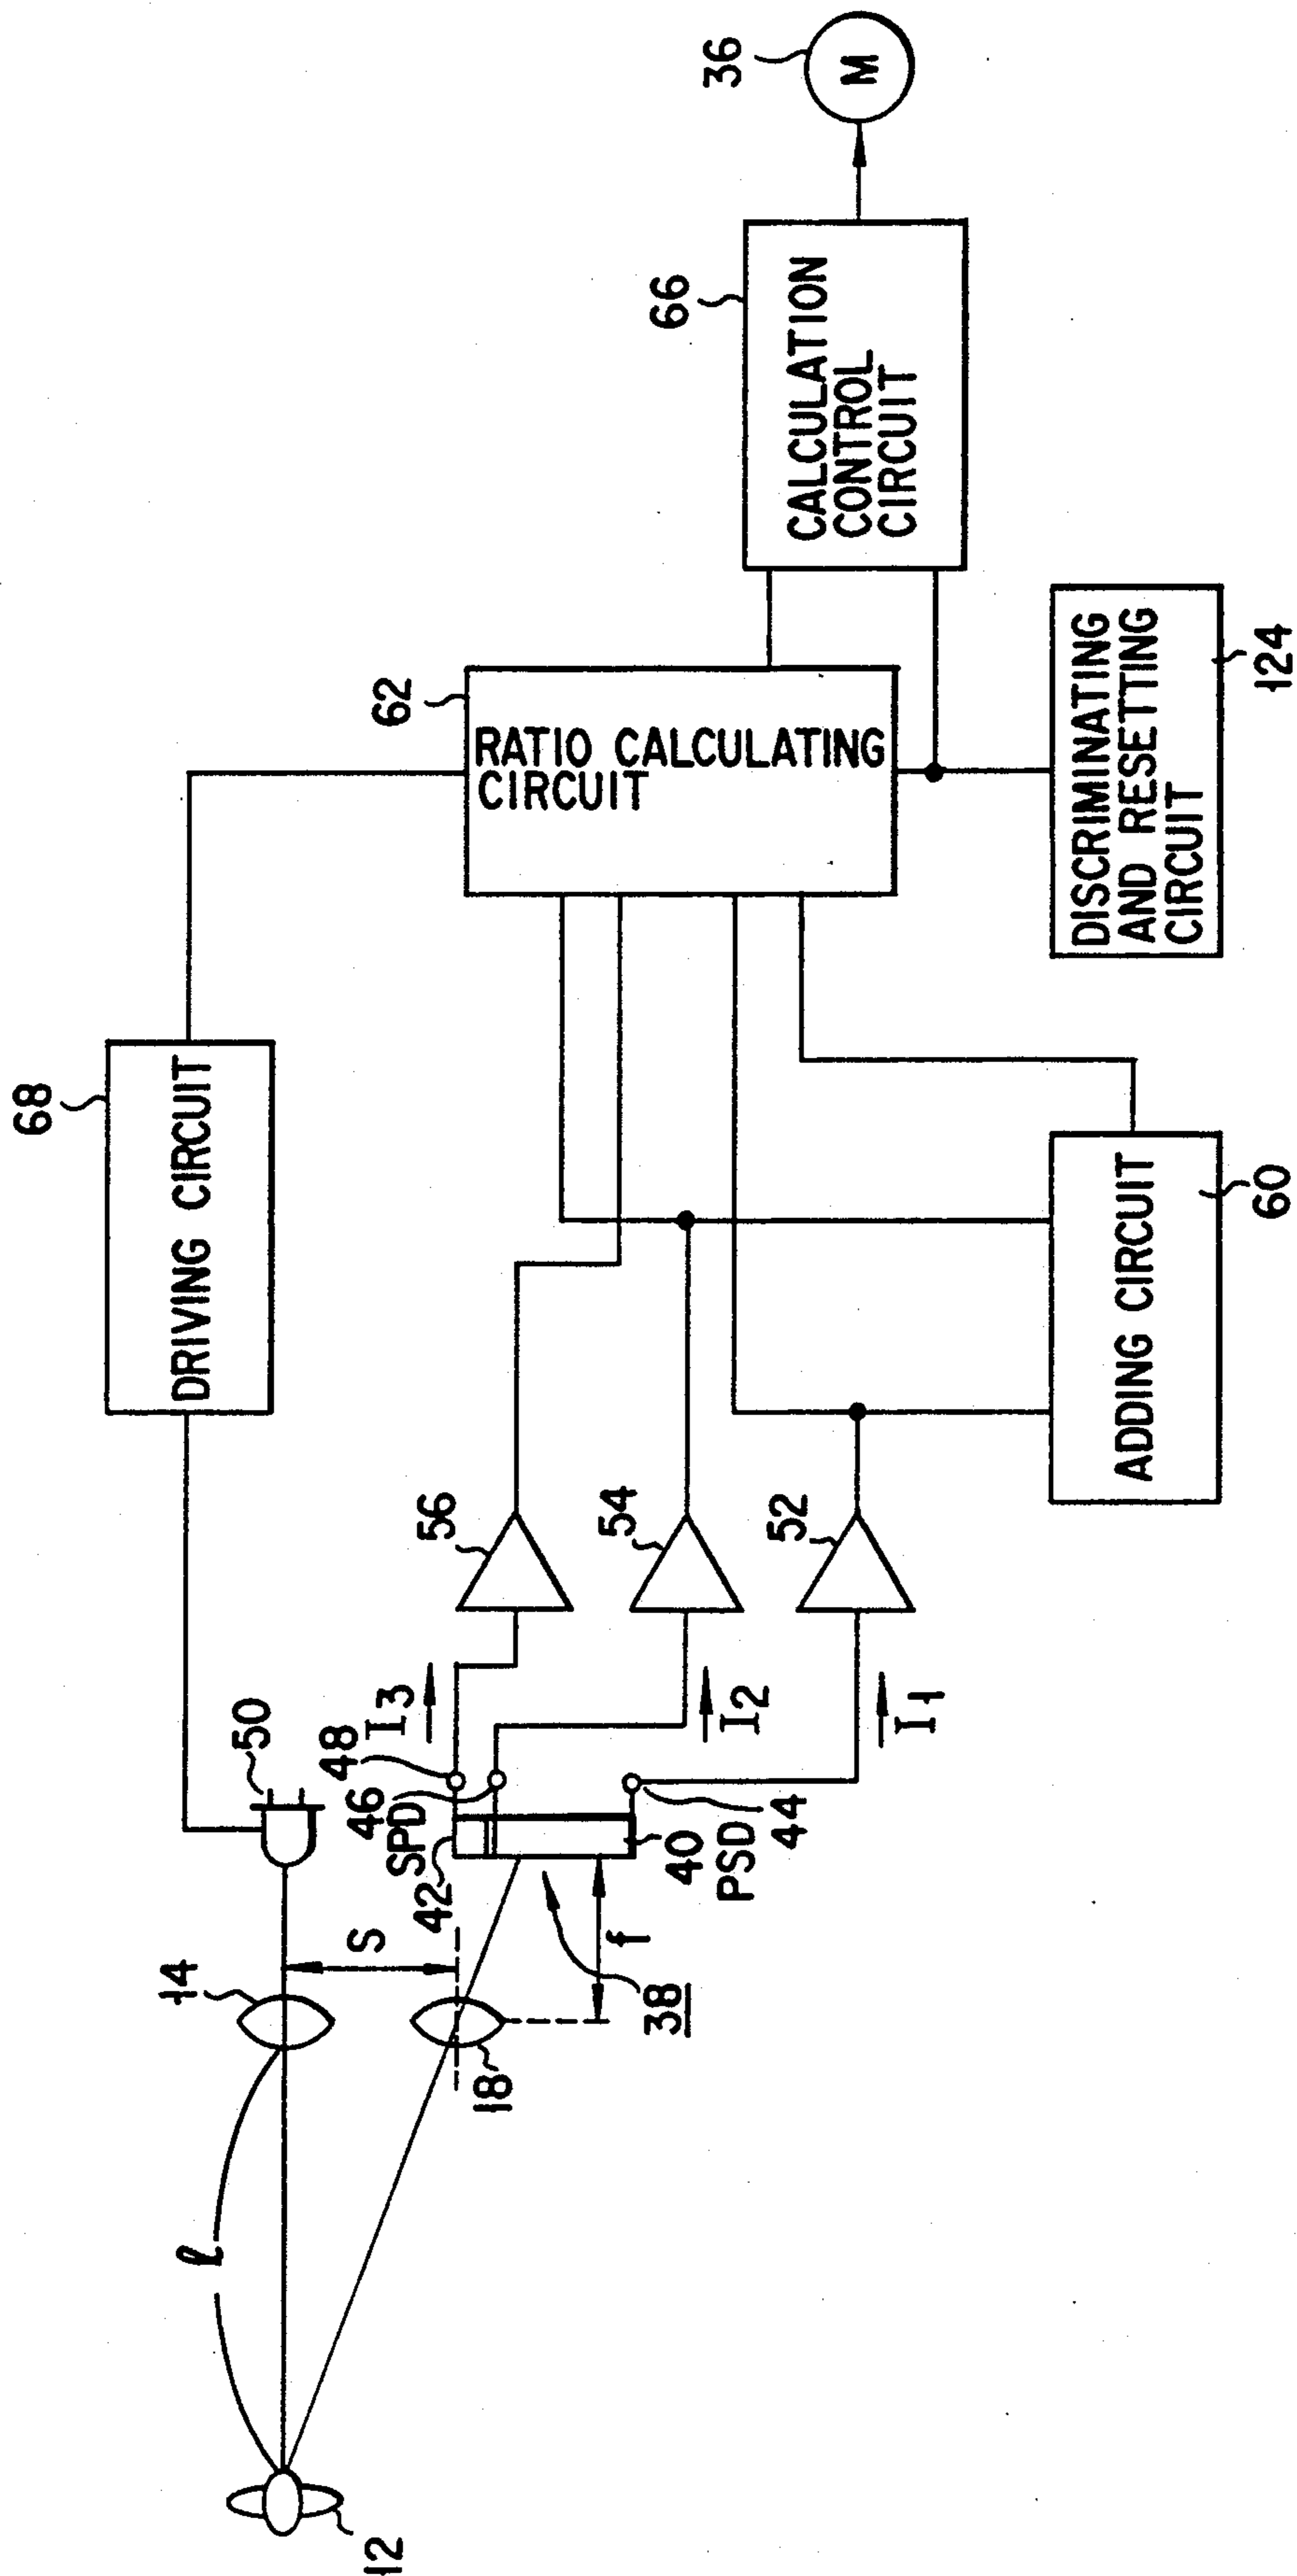 68
DRIVING CIRCUIT
36
M
66
CALCULATION
CONTROL
CIRCUIT
62
RATIO CALCULATING
CIRCUIT
DISCRIMINATING
AND RESETTING
CIRCUIT
124
ADDING CIRCUIT
60
56
54
52
50
48
I3
46
I2
I1
SPD
42
44
40
PSD
14
S
f
38
18
ℓ
12